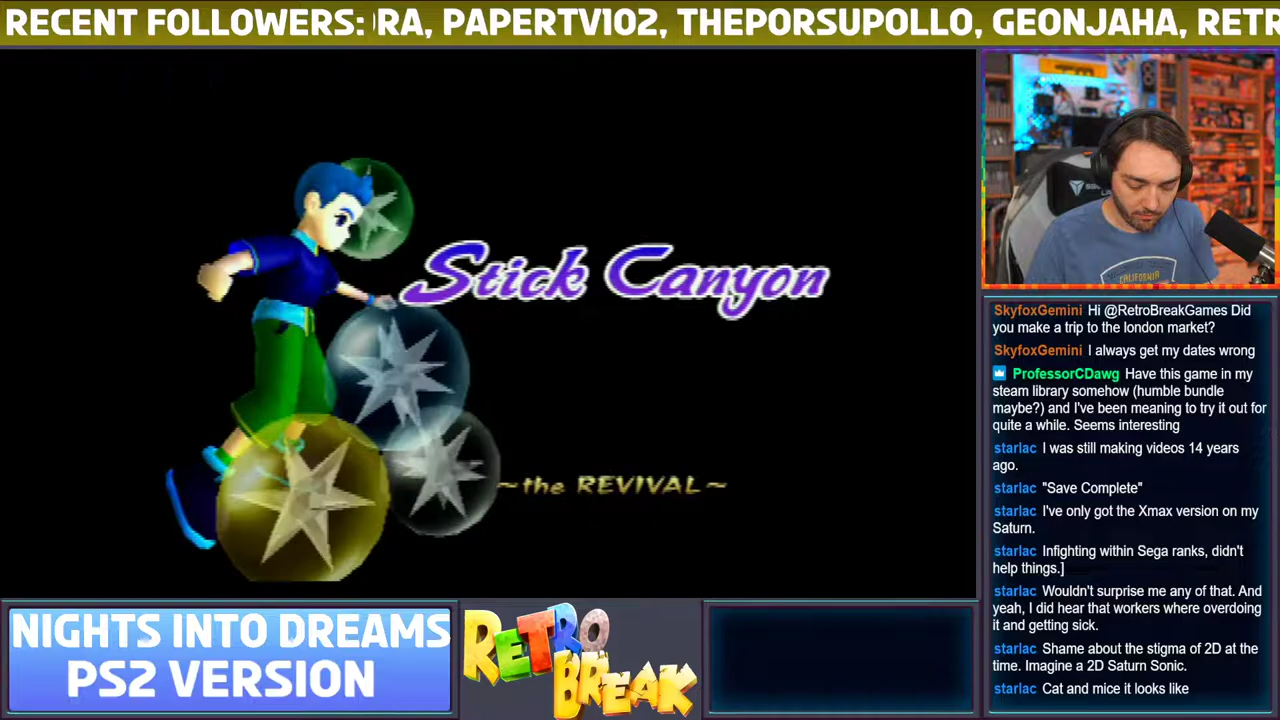 RECENT FOLLOWERS: RA, PAPERTV102, THEPORSUPOLLO, GEONJAHA, RETR
Stick Canyon
~the REVIVAL~
SkyfoxGemini Hi @RetroBreakGames Did
you make a trip to the london market?
SkyfoxGemini I always get my dates wrong
ProfessorCDawg Have this game in my
steam library somehow (humble bundle
maybe?) and I've been meaning to try it out for
quite a while. Seems interesting
starlac I was still making videos 14 years
ago.
starlac "Save Complete"
starlac I've only got the Xmax version on my
Saturn.
starlac Infighting within Sega ranks, didn't
help things.]
starlac Wouldn't surprise me any of that. And
yeah, I did hear that workers where overdoing
it and getting sick.
starlac Shame about the stigma of 2D at the
time. Imagine a 2D Saturn Sonic.
starlac Cat and mice it looks like
NIGHTS INTO DREAMS
PS2 VERSION
RETRO
BREAK
CALIFORNIA